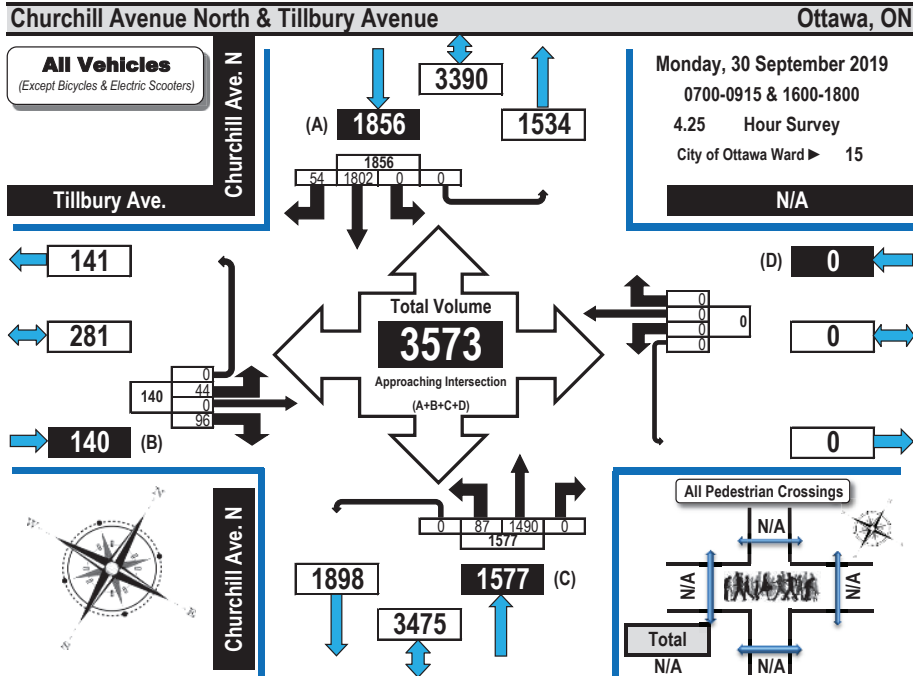 Churchill Avenue North & Tillbury Avenue Ottawa, ON
All Vehicles
(Except Bicycles & Electric Scooters)
Churchill Ave. N
Tillbury Ave.
3390
(A) 1856
1534
1856
54 1802 0 0
Monday, 30 September 2019
0700-0915 & 1600-1800
4.25 Hour Survey
City of Ottawa Ward ► 15
N/A
141
281
140 (B)
140
0
44
0
96
Total Volume
3573
Approaching Intersection
(A+B+C+D)
(D) 0
0
0
0
0
0
0
0
0 87 1490 0
1577
1898
1577 (C)
3475
Churchill Ave. N
N
E
S
W
All Pedestrian Crossings
N/A
N/A
N/A
N/A
Total
N/A